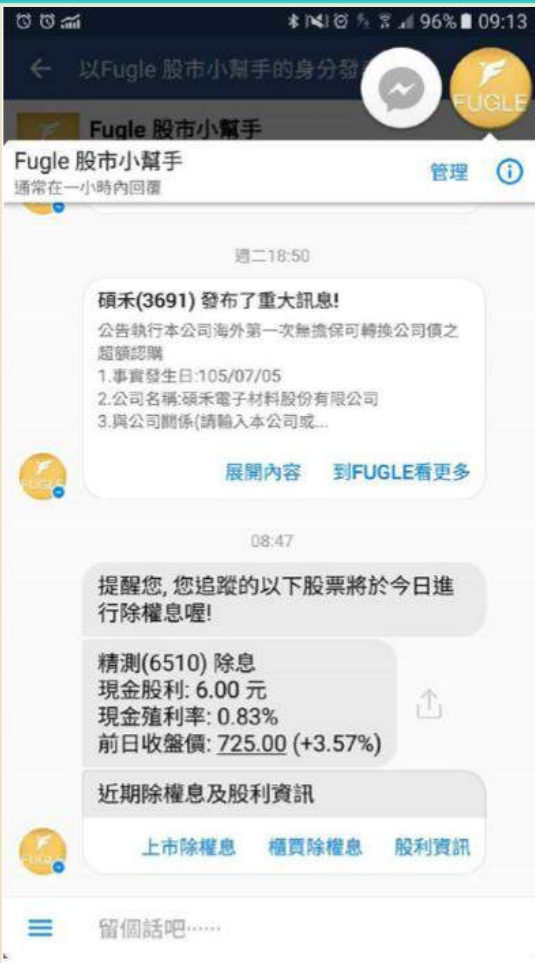 96% 09:13
以Fugle 股市小幫手的身分發
FUGLE
Fugle 股市小幫手
Fugle 股市小幫手
通常在一小時內回覆
管理
週二18:50
碩禾(3691) 發布了重大訊息!
公告執行本公司海外第一次無擔保可轉換公司債之
超額認購
1.事實發生日:105/07/05
2.公司名稱:碩禾電子材料股份有限公司
3.與公司關係(請輸入本公司或...
展開內容 到FUGLE看更多
08:47
提醒您, 您追蹤的以下股票將於今日進
行除權息喔!
精測(6510) 除息
現金股利: 6.00 元
現金殖利率: 0.83%
前日收盤價: 725.00 (+3.57%)
近期除權息及股利資訊
上市除權息 櫃買除權息 股利資訊
留個話吧⋯⋯